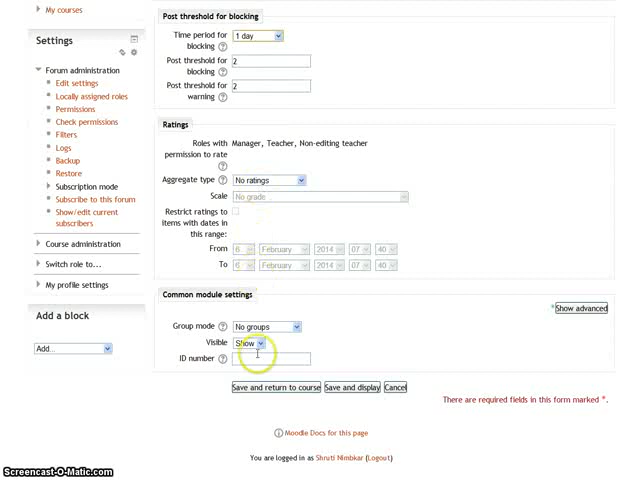 My courses
Settings
Forum administration
Edit settings
Locally assigned roles
Permissions
Check permissions
Filters
Logs
Backup
Restore
Subscription mode
Subscribe to this forum
Show/edit current
subscribers
Course administration
Switch role to...
My profile settings
Add a block
Add...
Post threshold for blocking
Time period for
blocking
1 day
Post threshold for
blocking
2
Post threshold for
warning
2
Ratings
Roles with
permission to rate
Manager, Teacher, Non-editing teacher
Aggregate type
No ratings
Scale
No grade
Restrict ratings to
items with dates in
this range:
From 6 February 2014 07 40
To 6 February 2014 07 40
Common module settings
*Show advanced
Group mode
No groups
Visible
Show
ID number
Save and return to course Save and display Cancel
There are required fields in this form marked *.
Moodle Docs for this page
You are logged in as Shruti Nimbkar (Logout)
Screencast-O-Matic.com